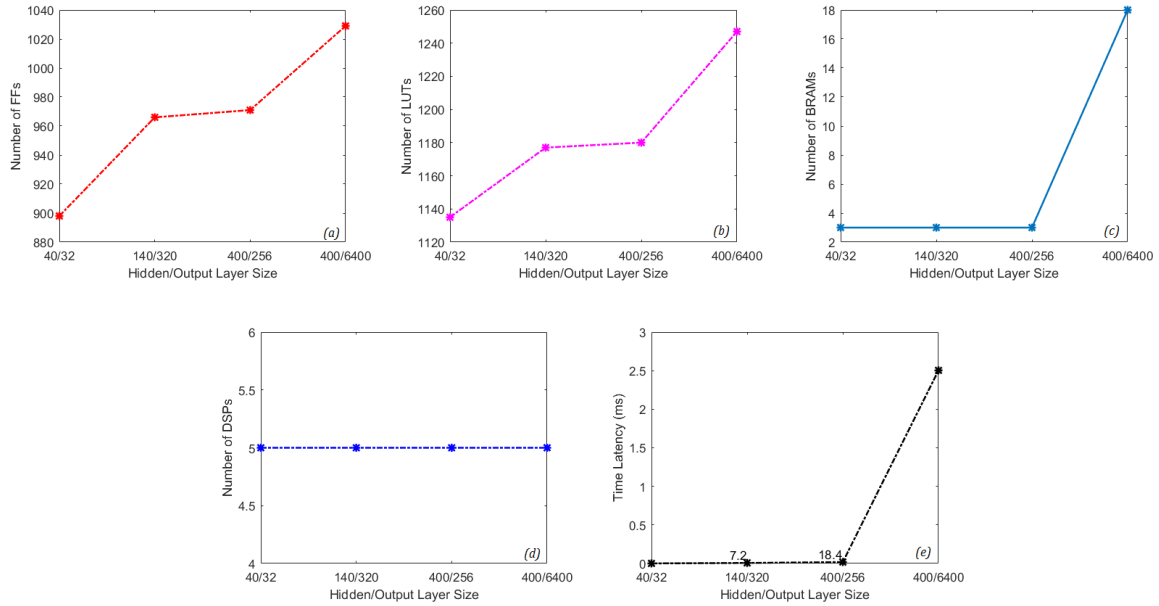 1040
1020
1000
980
960
940
920
900
880
Number of FFs
40/32 140/320 400/256 400/6400
Hidden/Output Layer Size
(a)
1260
1240
1220
1200
1180
1160
1140
1120
Number of LUTs
40/32 140/320 400/256 400/6400
Hidden/Output Layer Size
(b)
18
16
14
12
10
8
6
4
2
Number of BRAMs
40/32 140/320 400/256 400/6400
Hidden/Output Layer Size
(c)
6
5.5
5
4.5
4
Number of DSPs
40/32 140/320 400/256 400/6400
Hidden/Output Layer Size
(d)
3
2.5
2
1.5
1
0.5
0
Time Latency (ms)
7.2
18.4
40/32 140/320 400/256 400/6400
Hidden/Output Layer Size
(e)